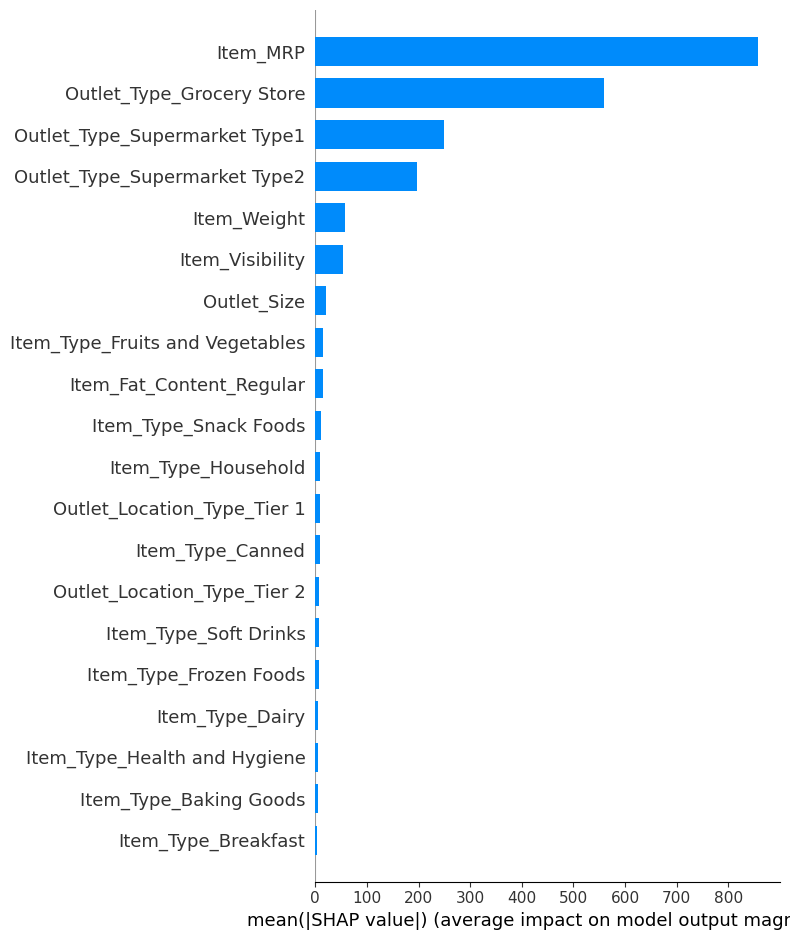 Item_MRP
Outlet_Type_Grocery Store
Outlet_Type_Supermarket Type1
Outlet_Type_Supermarket Type2
Item_Weight
Item_Visibility
Outlet_Size
Item_Type_Fruits and Vegetables
Item_Fat_Content_Regular
Item_Type_Snack Foods
Item_Type_Household
Outlet_Location_Type_Tier 1
Item_Type_Canned
Outlet_Location_Type_Tier 2
Item_Type_Soft Drinks
Item_Type_Frozen Foods
Item_Type_Dairy
Item_Type_Health and Hygiene
Item_Type_Baking Goods
Item_Type_Breakfast
0 100 200 300 400 500 600 700 800
mean(|SHAP value|) (average impact on model output magr